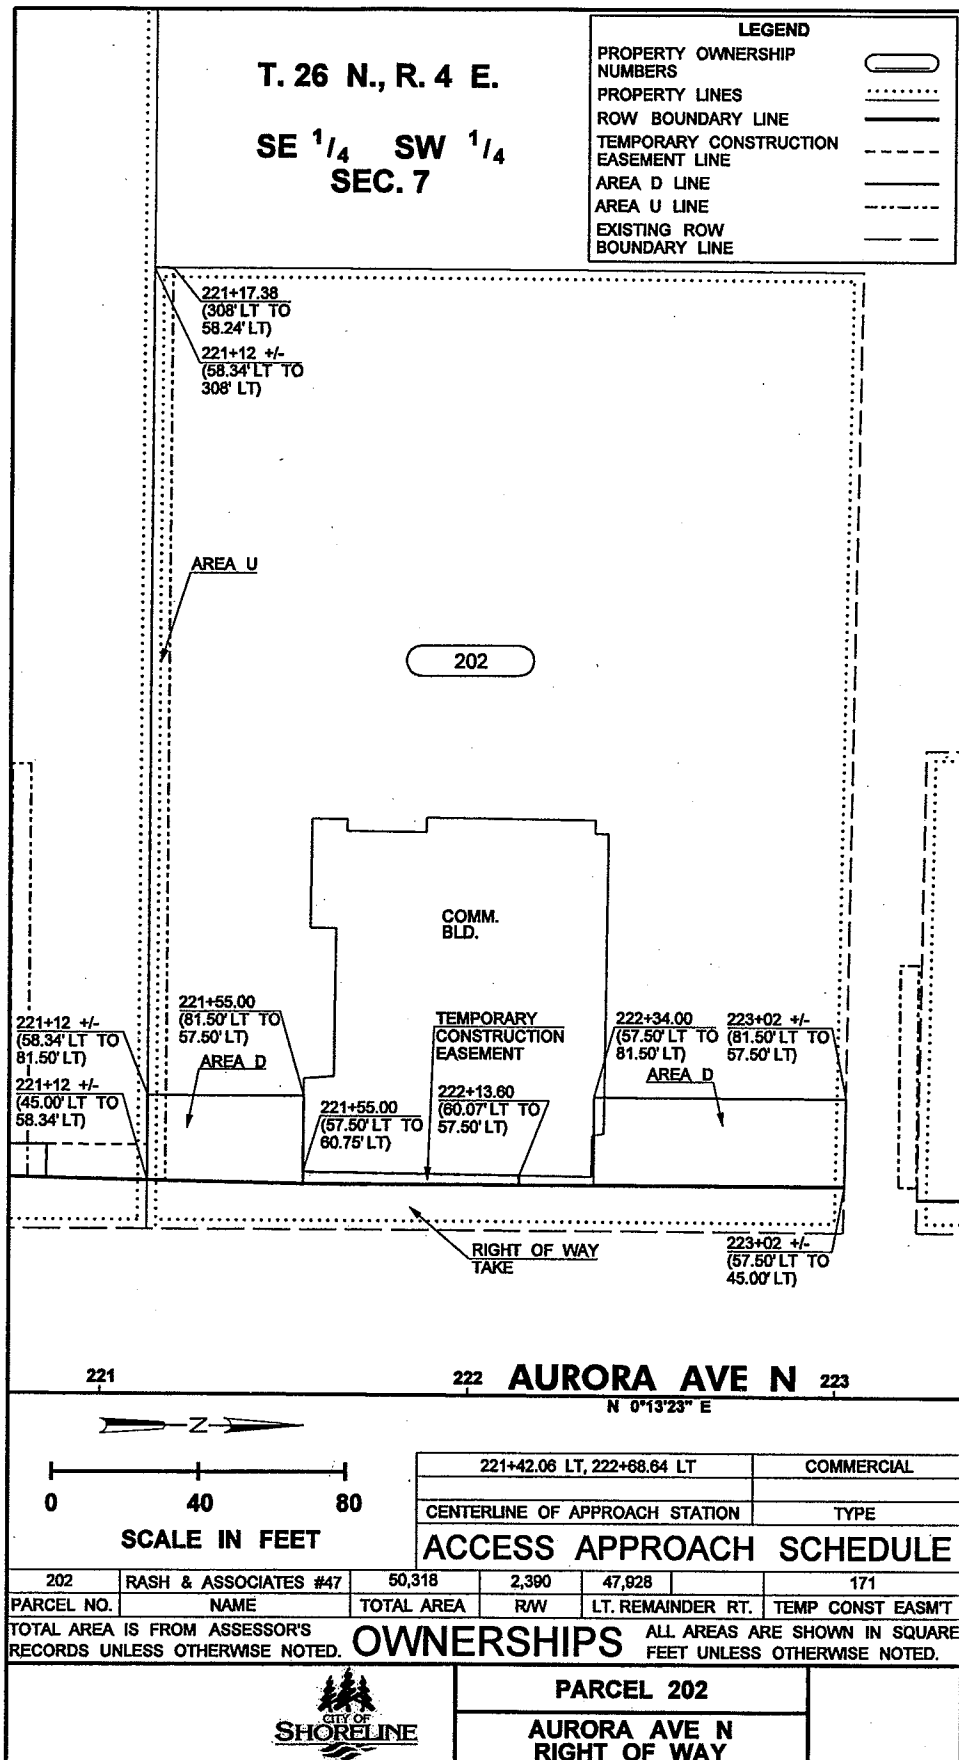 T. 26 N., R. 4 E.
SE 1/4 SW 1/4
SEC. 7
LEGEND
PROPERTY OWNERSHIP
NUMBERS
PROPERTY LINES
ROW BOUNDARY LINE
TEMPORARY CONSTRUCTION
EASEMENT LINE
AREA D LINE
AREA U LINE
EXISTING ROW
BOUNDARY LINE
221+17.38
(308' LT TO
58.24' LT)
221+12 +/-
(58.34' LT TO
308' LT)
AREA U
202
COMM.
BLD.
221+12 +/-
(58.34' LT TO
81.50' LT)
221+12 +/-
(45.00' LT TO
58.34' LT)
221+55.00
(81.50' LT TO
57.50' LT)
AREA D
221+55.00
(57.50' LT TO
60.75' LT)
TEMPORARY
CONSTRUCTION
EASEMENT
222+13.60
(60.07' LT TO
57.50' LT)
222+34.00
(57.50' LT TO
81.50' LT)
AREA D
223+02 +/-
(81.50' LT TO
57.50' LT)
RIGHT OF WAY
TAKE
223+02 +/-
(57.50' LT TO
45.00' LT)
221
222
AURORA AVE N
223
N 0°13'23" E
N
0 40 80
SCALE IN FEET
221+42.06 LT, 222+68.64 LT COMMERCIAL
CENTERLINE OF APPROACH STATION TYPE
ACCESS APPROACH SCHEDULE
202 RASH & ASSOCIATES #47 50,318 2,390 47,928 171
PARCEL NO. NAME TOTAL AREA R/W LT. REMAINDER RT. TEMP CONST EASM'T
TOTAL AREA IS FROM ASSESSOR'S
RECORDS UNLESS OTHERWISE NOTED.
OWNERSHIPS
ALL AREAS ARE SHOWN IN SQUARE
FEET UNLESS OTHERWISE NOTED.
CITY OF
SHORELINE
PARCEL 202
AURORA AVE N
RIGHT OF WAY